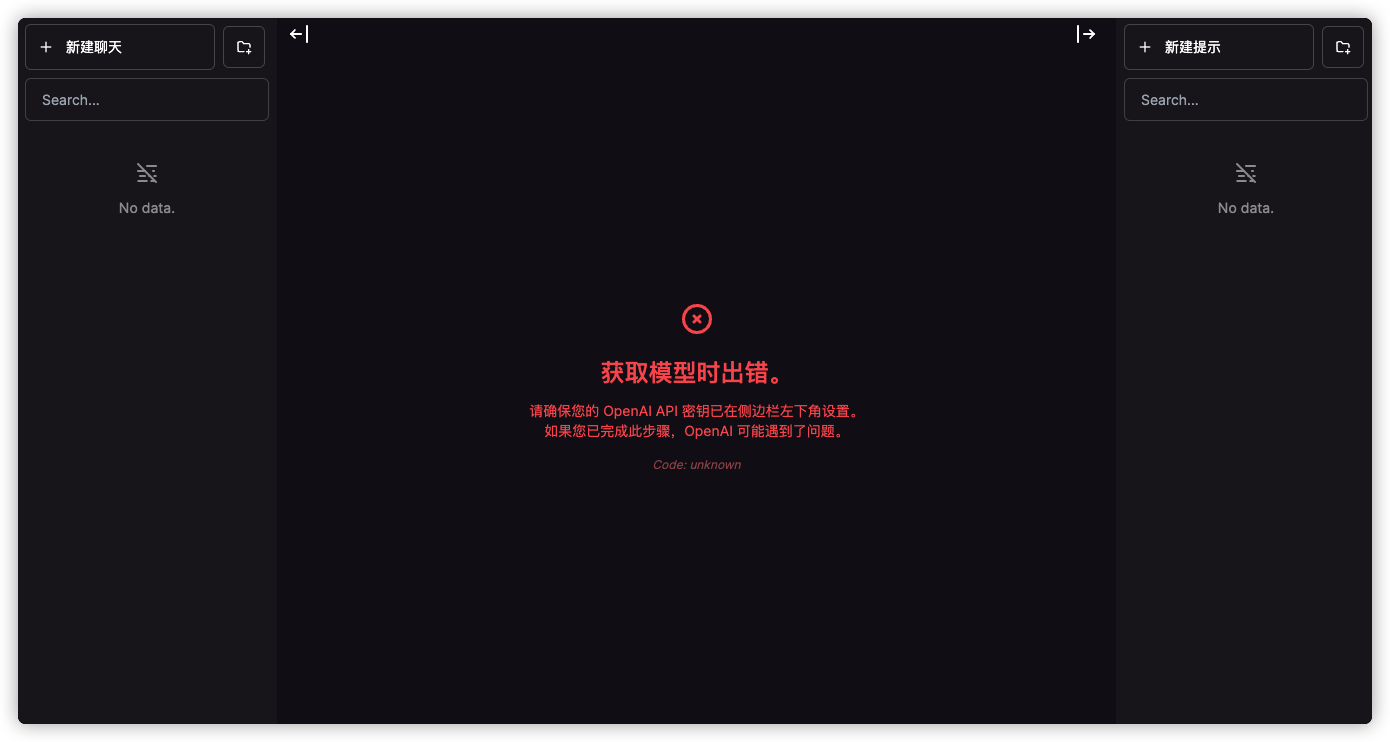 新建聊天
Search...
No data.
获取模型时出错。
请确保您的 OpenAI API 密钥已在侧边栏左下角设置。
如果您已完成此步骤，OpenAI 可能遇到了问题。
Code: unknown
新建提示
Search...
No data.